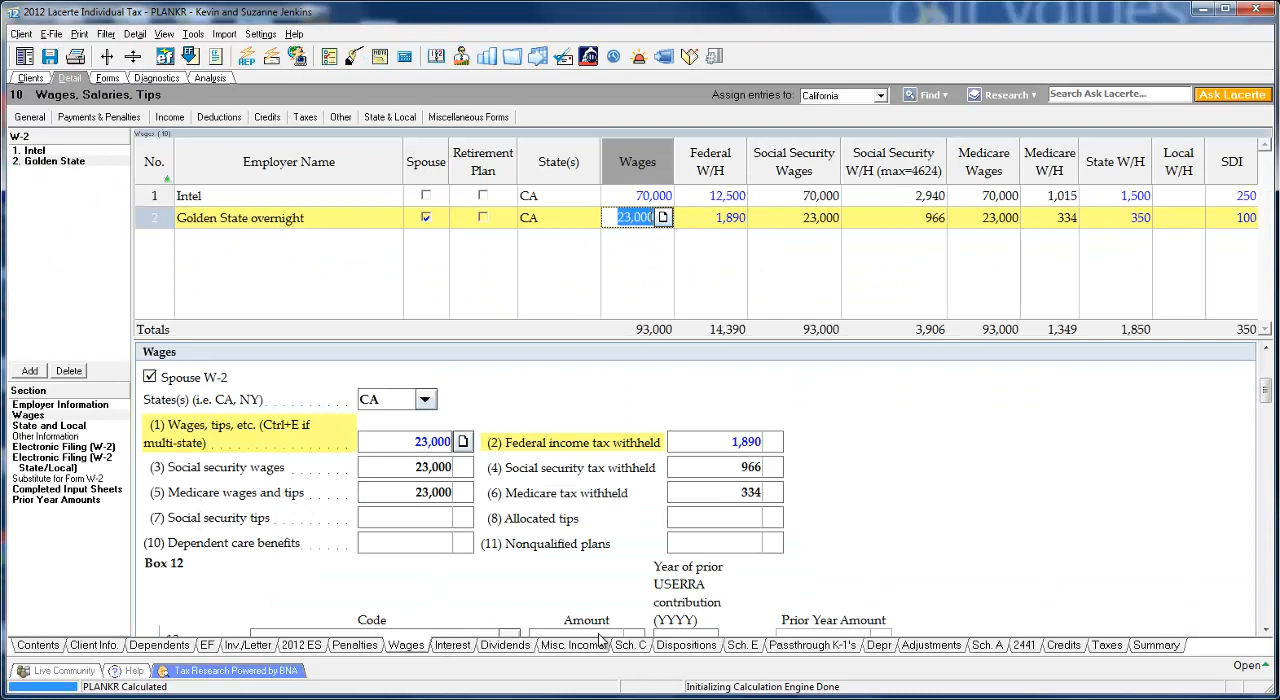 2012 Lacerte Individual Tax - PLANKR - Kevin and Suzanne Jenkins
Client E-File Print Filter Detail View Tools Import Settings Help
Clients Detail Forms Diagnostics Analysis
10 Wages, Salaries, Tips
Assign entries to: California Find Research Search Ask Lacerte... Ask Lacerte
General Payments & Penalties Income Deductions Credits Taxes Other State & Local Miscellaneous Forms
W-2
1. Intel
2. Golden State
Add Delete
Section
Employer Information
Wages
State and Local
Other Information
Electronic Filing (W-2)
Electronic Filing (W-2
State/Local)
Substitute for Form W-2
Completed Input Sheets
Prior Year Amounts
Wages (10)
No. Employer Name Spouse Retirement Plan State(s) Wages Federal W/H Social Security Wages Social Security W/H (max=4624) Medicare Wages Medicare W/H State W/H Local W/H SDI
1 Intel CA 70,000 12,500 70,000 2,940 70,000 1,015 1,500 250
2 Golden State overnight CA 23,000 1,890 23,000 966 23,000 334 350 100
Totals 93,000 14,390 93,000 3,906 93,000 1,349 1,850 350
Wages
Spouse W-2
States(s) (i.e. CA, NY) CA
(1) Wages, tips, etc. (Ctrl+E if
multi-state) 23,000 (2) Federal income tax withheld 1,890
(3) Social security wages 23,000 (4) Social security tax withheld 966
(5) Medicare wages and tips 23,000 (6) Medicare tax withheld 334
(7) Social security tips (8) Allocated tips
(10) Dependent care benefits (11) Nonqualified plans
Box 12
Year of prior
USERRA
contribution
Code Amount (YYYY) Prior Year Amount
Contents Client Info. Dependents EF Inv./Letter 2012 ES Penalties Wages Interest Dividends Misc. Income Sch. C Dispositions Sch. E Passthrough K-1's Depr Adjustments Sch. A 2441 Credits Taxes Summary
Live Community Help Tax Research Powered by BNA Open
PLANKR Calculated Initializing Calculation Engine Done